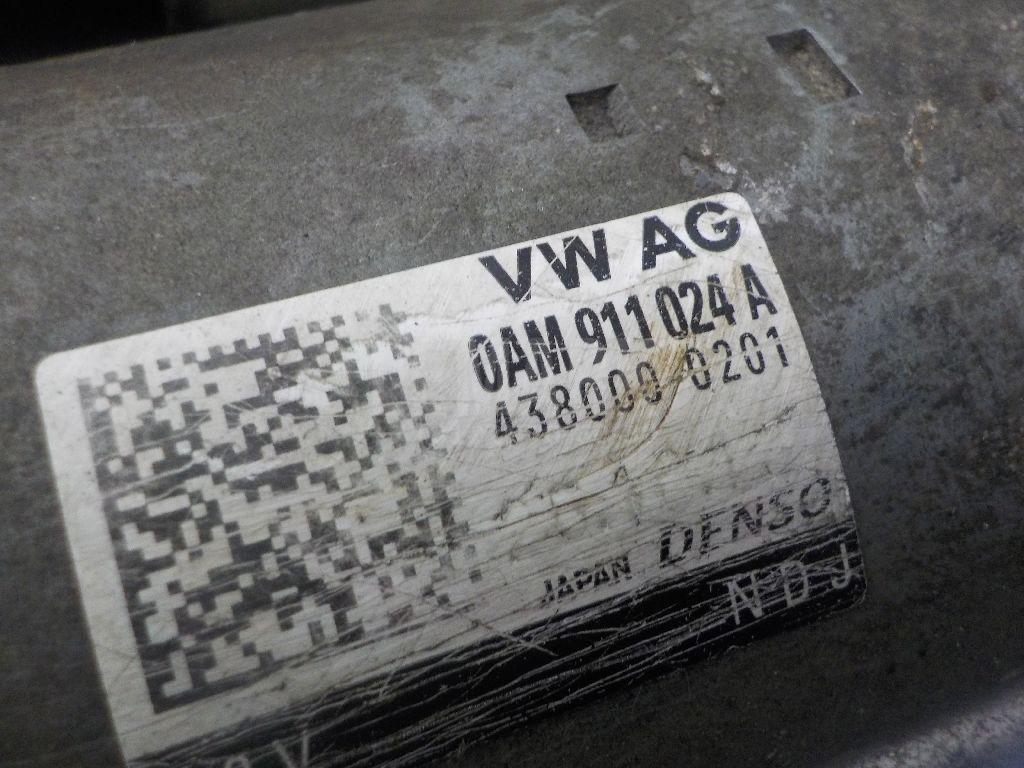 VW AG
0AM 911 024 A
438000-0201
JAPAN DENSO
NDJ